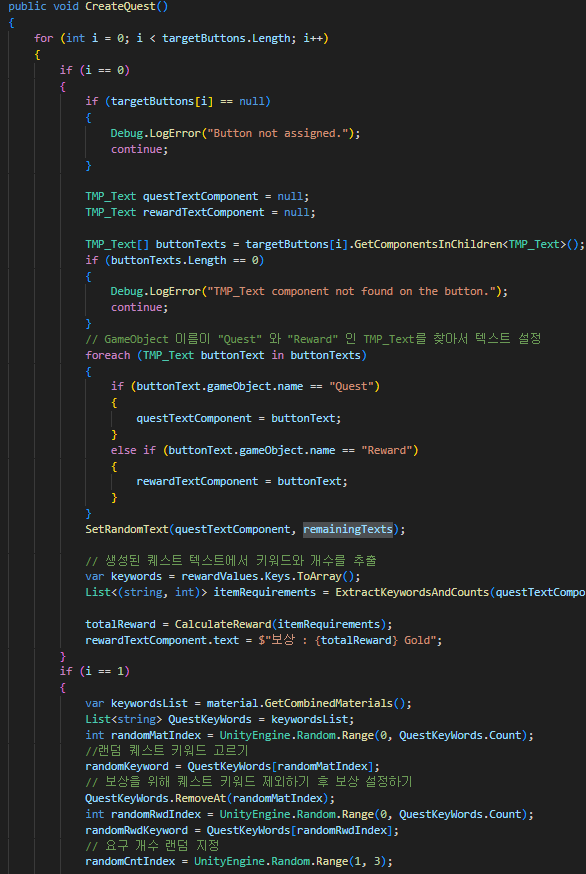 public void CreateQuest()
{
for (int i = 0; i < targetButtons.Length; i++)
{
if (i == 0)
{
if (targetButtons[i] == null)
{
Debug.LogError("Button not assigned.");
continue;
}
TMP_Text questTextComponent = null;
TMP_Text rewardTextComponent = null;
TMP_Text[] buttonTexts = targetButtons[i].GetComponentsInChildren<TMP_Text>();
if (buttonTexts.Length == 0)
{
Debug.LogError("TMP_Text component not found on the button.");
continue;
}
// GameObject 이름이 "Quest" 와 "Reward" 인 TMP_Text를 찾아서 텍스트 설정
foreach (TMP_Text buttonText in buttonTexts)
{
if (buttonText.gameObject.name == "Quest")
{
questTextComponent = buttonText;
}
else if (buttonText.gameObject.name == "Reward")
{
rewardTextComponent = buttonText;
}
}
SetRandomText(questTextComponent, remainingTexts);
// 생성된 퀘스트 텍스트에서 키워드와 개수를 추출
var keywords = rewardValues.Keys.ToArray();
List<(string, int)> itemRequirements = ExtractKeywordsAndCounts(questTextCompo
totalReward = CalculateReward(itemRequirements);
rewardTextComponent.text = $"보상 : {totalReward} Gold";
}
if (i == 1)
{
var keywordsList = material.GetCombinedMaterials();
List<string> QuestKeyWords = keywordsList;
int randomMatIndex = UnityEngine.Random.Range(0, QuestKeyWords.Count);
//랜덤 퀘스트 키워드 고르기
randomKeyword = QuestKeyWords[randomMatIndex];
// 보상을 위해 퀘스트 키워드 제외하기 후 보상 설정하기
QuestKeyWords.RemoveAt(randomMatIndex);
int randomRwdIndex = UnityEngine.Random.Range(0, QuestKeyWords.Count);
randomRwdKeyword = QuestKeyWords[randomRwdIndex];
// 요구 개수 랜덤 지정
randomCntIndex = UnityEngine.Random.Range(1, 3);